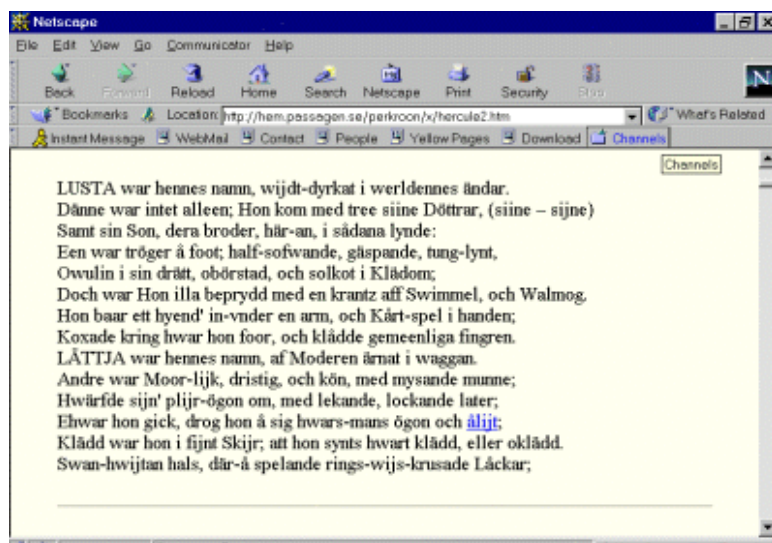 Netscape
File Edit View Go Communicator Help
Back Forward Reload Home Search Netscape Print Security Stop
Bookmarks Location: http://hem.passagen.se/perkroon/x/hercule2.htm What's Related
Instant Message WebMail Contact People Yellow Pages Download Channels
Channels
LUSTA war hennes namn, wijdt-dyrkat i werldennes ändar.
Dänne war intet alleen; Hon kom med tree siine Döttrar, (siine – sijne)
Samt sin Son, dera broder, här-an, i sådana lynde:
Een war tröger å foot; half-sofwande, gäspande, tung-lynt,
Owulin i sin drätt, obörstad, och solkot i Klädom;
Doch war Hon illa beprydd med en krantz aff Swimmel, och Walmog.
Hon baar ett hyend' in-vnder en arm, och Kårt-spel i handen;
Koxade kring hwar hon foor, och klådde gemeenliga fingren.
LÄTTJA war hennes namn, af Moderen ärnat i waggan.
Andre war Moor-lijk, dristig, och kön, med mysande munne;
Hwärfde sijn' plijr-ögon om, med lekande, lockande later;
Ehwar hon gick, drog hon å sig hwars-mans ögon och ålijt;
Klädd war hon i fijnt Skijr; att hon synts hwart klädd, eller oklädd.
Swan-hwijtan hals, där-å spelande rings-wijs-krusade Låckar;